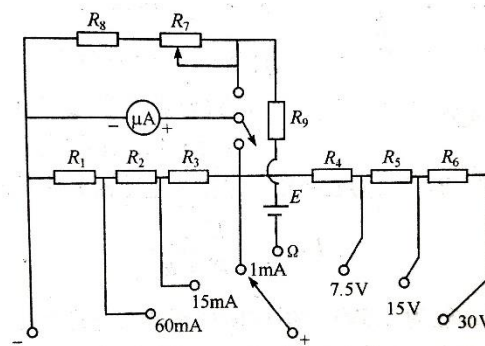 R8 R7
− μA +
R9
R1 R2 R3 R4 R5 R6
E
Ω
1mA
15mA
60mA
7.5V
15V
30V
− +